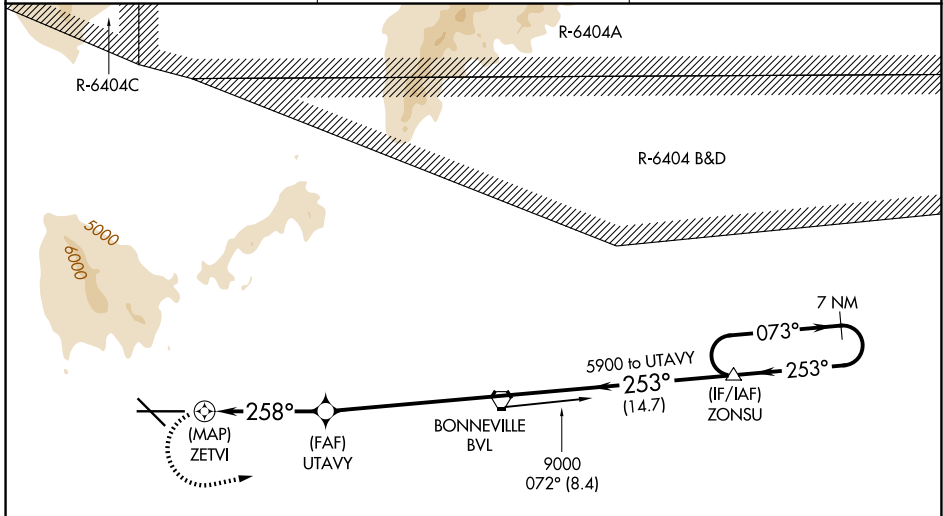 R-6404A
R-6404C
R-6404 B&D
5000
6000
7 NM
073°
5900 to UTAVY
253°
253°
(14.7)
(IF/IAF)
ZONSU
258°
(MAP)
ZETVI
(FAF)
UTAVY
BONNEVILLE
BVL
9000
072° (8.4)